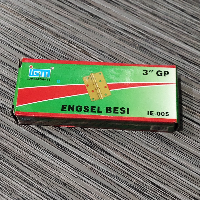 3" GP
ENGSEL BESI
IE 005